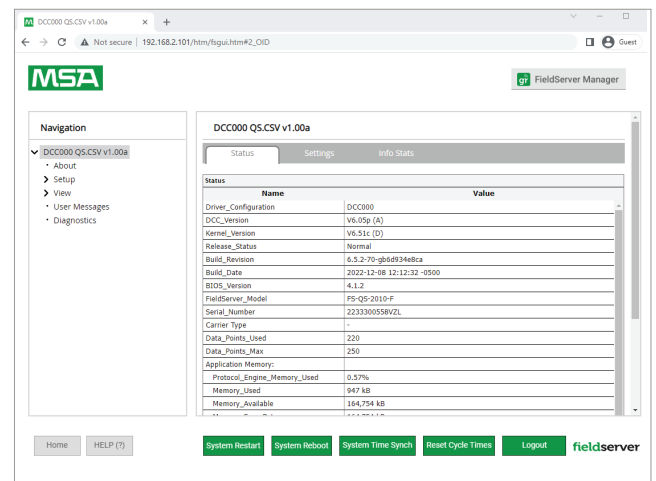 DCC000 QS.CSV v1.00a
Not secure | 192.168.2.101/htm/fsgui.htm#2_OID
Guest
MSA
FieldServer Manager
Navigation
DCC000 QS.CSV v1.00a
About
Setup
View
User Messages
Diagnostics
DCC000 QS.CSV v1.00a
Status Settings Info Stats
Status
Name Value
Driver_Configuration DCC000
DCC_Version V6.05p (A)
Kernel_Version V6.51c (D)
Release_Status Normal
Build_Revision 6.5.2-70-gb6d934e8ca
Build_Date 2022-12-08 12:12:32 -0500
BIOS_Version 4.1.2
FieldServer_Model FS-QS-2010-F
Serial_Number 2233300558VZL
Carrier Type -
Data_Points_Used 220
Data_Points_Max 250
Application Memory:
Protocol_Engine_Memory_Used 0.57%
Memory_Used 947 kB
Memory_Available 164,754 kB
Home HELP (?) System Restart System Reboot System Time Synch Reset Cycle Times Logout fieldserver